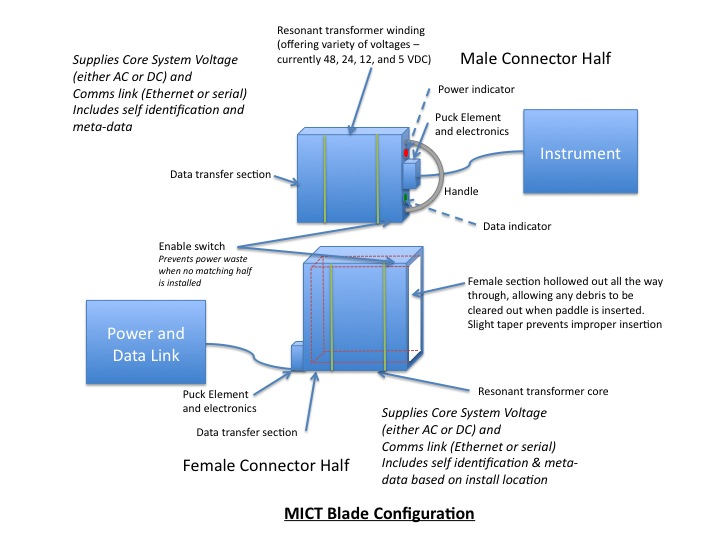 Resonant transformer winding
(offering variety of voltages –
currently 48, 24, 12, and 5 VDC)
Male Connector Half
Supplies Core System Voltage
(either AC or DC) and
Comms link (Ethernet or serial)
Includes self identification and
meta-data
Power indicator
Puck Element
and electronics
Instrument
Data transfer section
Handle
Data indicator
Enable switch
Prevents power waste
when no matching half
is installed
Female section hollowed out all the way
through, allowing any debris to be
cleared out when paddle is inserted.
Slight taper prevents improper insertion
Power and
Data Link
Puck Element
and electronics
Resonant transformer core
Data transfer section
Supplies Core System Voltage
(either AC or DC) and
Comms link (Ethernet or serial)
Includes self identification & meta-
data based on install location
Female Connector Half
MICT Blade Configuration